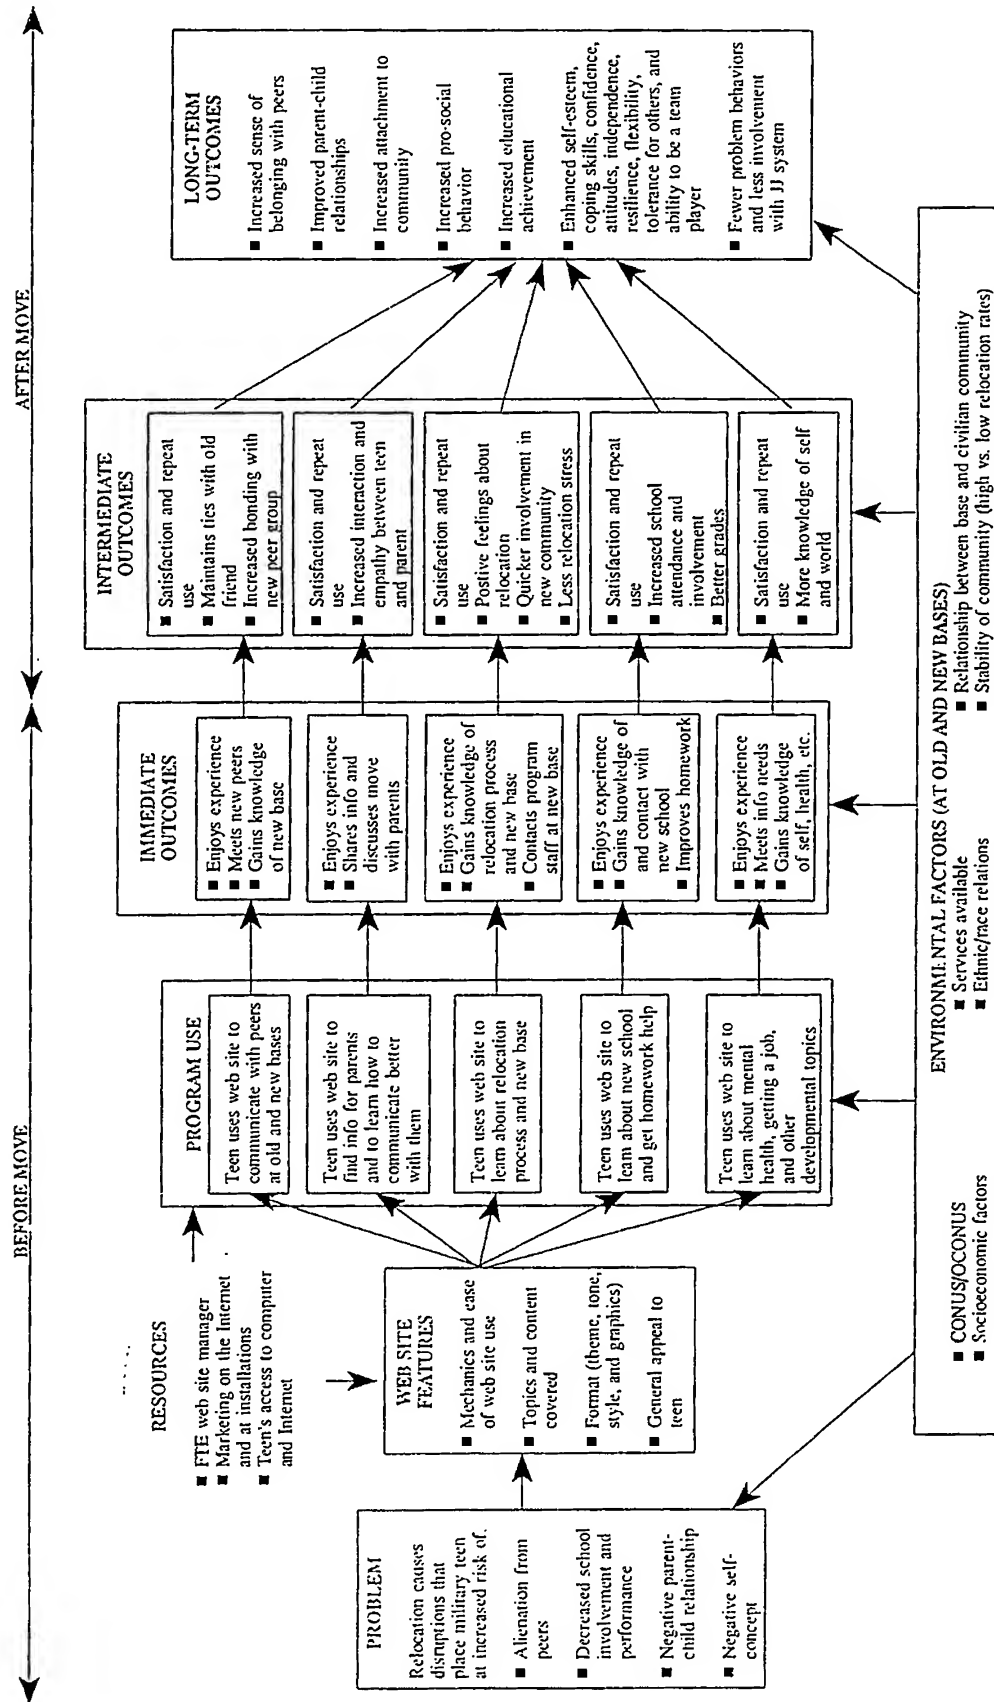 BEFORE MOVE
AFTER MOVE
RESOURCES
■ FTE web site manager
■ Marketing on the Internet
and at installations
■ Teen's access to computer
and Internet
PROBLEM
Relocation causes
disruptions that
place military teen
at increased risk of.
■ Alienation from
peers
■ Decreased school
involvement and
performance
■ Negative parent-
child relationship
■ Negative self-
concept
WEB SITE
FEATURES
■ Mechanics and ease
of web site use
■ Topics and content
covered
■ Format (theme, tone,
style, and graphics)
■ General appeal to
teen
PROGRAM USE
Teen uses web site to
communicate with peers
at old and new bases
Teen uses web site to
find info for parents
and to learn how to
communicate better
with them
Teen uses web site to
learn about relocation
process and new base
Teen uses web site to
learn about new school
and get homework help
Teen uses web site to
learn about mental
health, getting a job,
and other
developmental topics
IMMEDIATE
OUTCOMES
■ Enjoys experience
■ Meets new peers
■ Gains knowledge
of new base
■ Enjoys experience
■ Shares info and
discusses move
with parents
■ Enjoys experience
■ Gains knowledge of
relocation process
and new base
■ Contacts program
staff at new base
■ Enjoys experience
■ Gains knowledge of
and contact with
new school
■ Improves homework
■ Enjoys experience
■ Meets info needs
■ Gains knowledge
of self, health, etc.
INTERMEDIATE
OUTCOMES
■ Satisfaction and repeat
use
■ Maintains ties with old
friend
■ Increased bonding with
new peer group
■ Satisfaction and repeat
use
■ Increased interaction and
empathy between teen
and parent
■ Satisfaction and repeat
use
■ Postive feelings about
relocation
■ Quicker involvement in
new community
■ Less relocation stress
■ Satisfaction and repeat
use
■ Increased school
attendance and
involvement
■ Better grades
■ Satisfaction and repeat
use
■ More knowledge of self
and world
LONG-TERM
OUTCOMES
■ Increased sense of
belonging with peers
■ Improved parent-child
relationships
■ Increased attachment to
community
■ Increased pro-social
behavior
■ Increased educational
achievement
■ Enhanced self-esteem,
coping skills, confidence,
attitudes, independence,
resilience, flexibility,
tolerance for others, and
ability to be a team
player
■ Fewer problem behaviors
and less involvement
with JJ system
ENVIRONMENTAL FACTORS (AT OLD AND NEW BASES)
■ CONUS/OCONUS
■ Socioeconomic factors
■ Services available
■ Ethnic/race relations
■ Relationship between base and civilian community
■ Stability of community (high vs. low relocation rates)